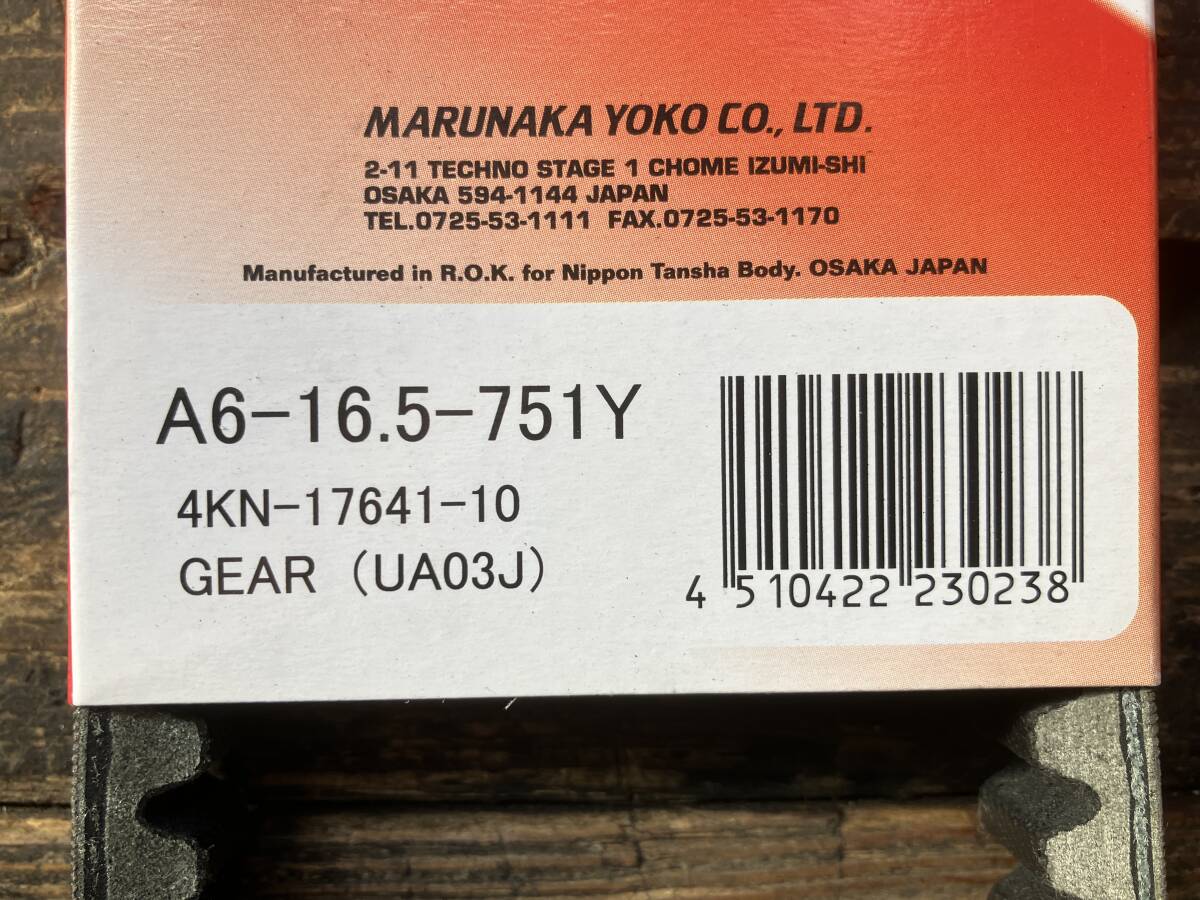 MARUNAKA YOKO CO., LTD.
2-11 TECHNO STAGE 1 CHOME IZUMI-SHI
OSAKA 594-1144 JAPAN
TEL.0725-53-1111 FAX.0725-53-1170
Manufactured in R.O.K. for Nippon Tansha Body. OSAKA JAPAN
A6-16.5-751Y
4KN-17641-10
GEAR (UA03J)
4 510422 230238